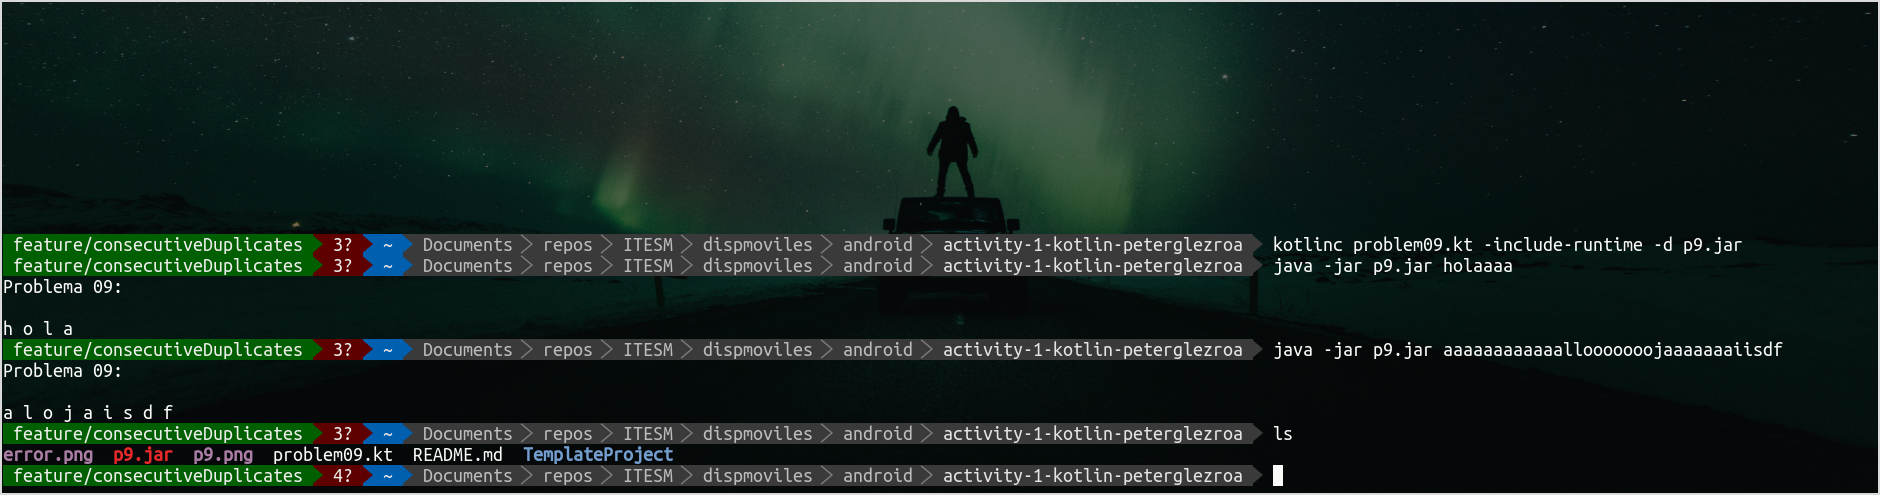 feature/consecutiveDuplicates 3? ~ Documents repos ITESM dispmoviles android activity-1-kotlin-peterglezroa kotlinc problem09.kt -include-runtime -d p9.jar
feature/consecutiveDuplicates 3? ~ Documents repos ITESM dispmoviles android activity-1-kotlin-peterglezroa java -jar p9.jar holaaaa
Problema 09:
h o l a
feature/consecutiveDuplicates 3? ~ Documents repos ITESM dispmoviles android activity-1-kotlin-peterglezroa java -jar p9.jar aaaaaaaaaaaallooooooojaaaaaaaiisdf
Problema 09:
a l o j a i s d f
feature/consecutiveDuplicates 3? ~ Documents repos ITESM dispmoviles android activity-1-kotlin-peterglezroa ls
error.png p9.jar p9.png problem09.kt README.md TemplateProject
feature/consecutiveDuplicates 4? ~ Documents repos ITESM dispmoviles android activity-1-kotlin-peterglezroa